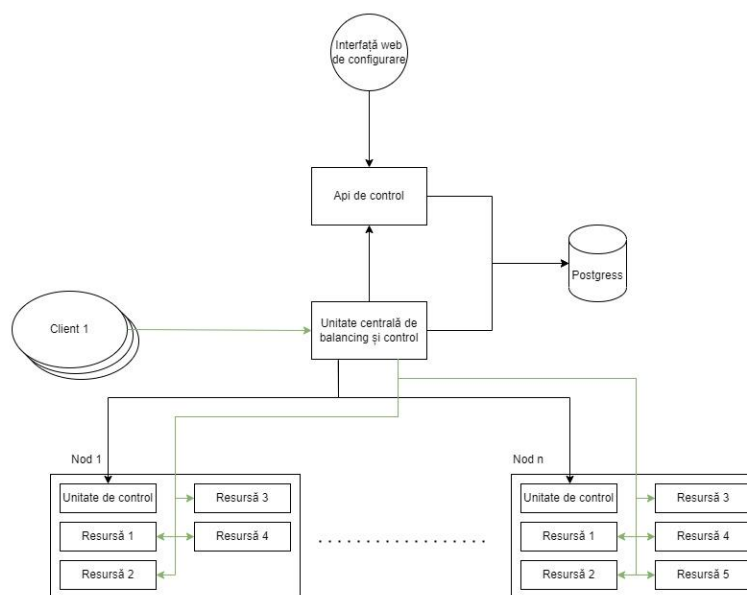 Interfață web
de configurare
Api de control
Postgress
Client 1
Unitate centrală de
balancing și control
Nod 1
Unitate de control
Resursă 3
Resursă 1
Resursă 4
Resursă 2
Nod n
Unitate de control
Resursă 3
Resursă 1
Resursă 4
Resursă 2
Resursă 5